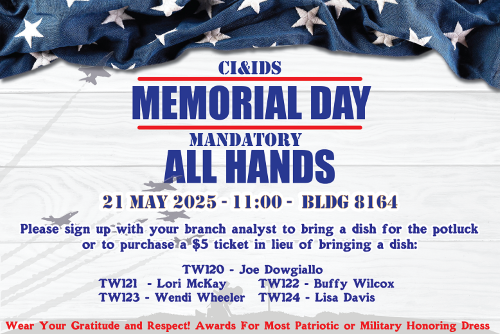 CI&IDS
MEMORIAL DAY
MANDATORY
ALL HANDS
21 MAY 2025 - 11:00 - BLDG 8164
Please sign up with your branch analyst to bring a dish for the potluck
or to purchase a $5 ticket in lieu of bringing a dish:
TW120 - Joe Dowgiallo
TW121 - Lori McKay TW122 - Buffy Wilcox
TW123 - Wendi Wheeler TW124 - Lisa Davis
Wear Your Gratitude and Respect! Awards For Most Patriotic or Military Honoring Dress